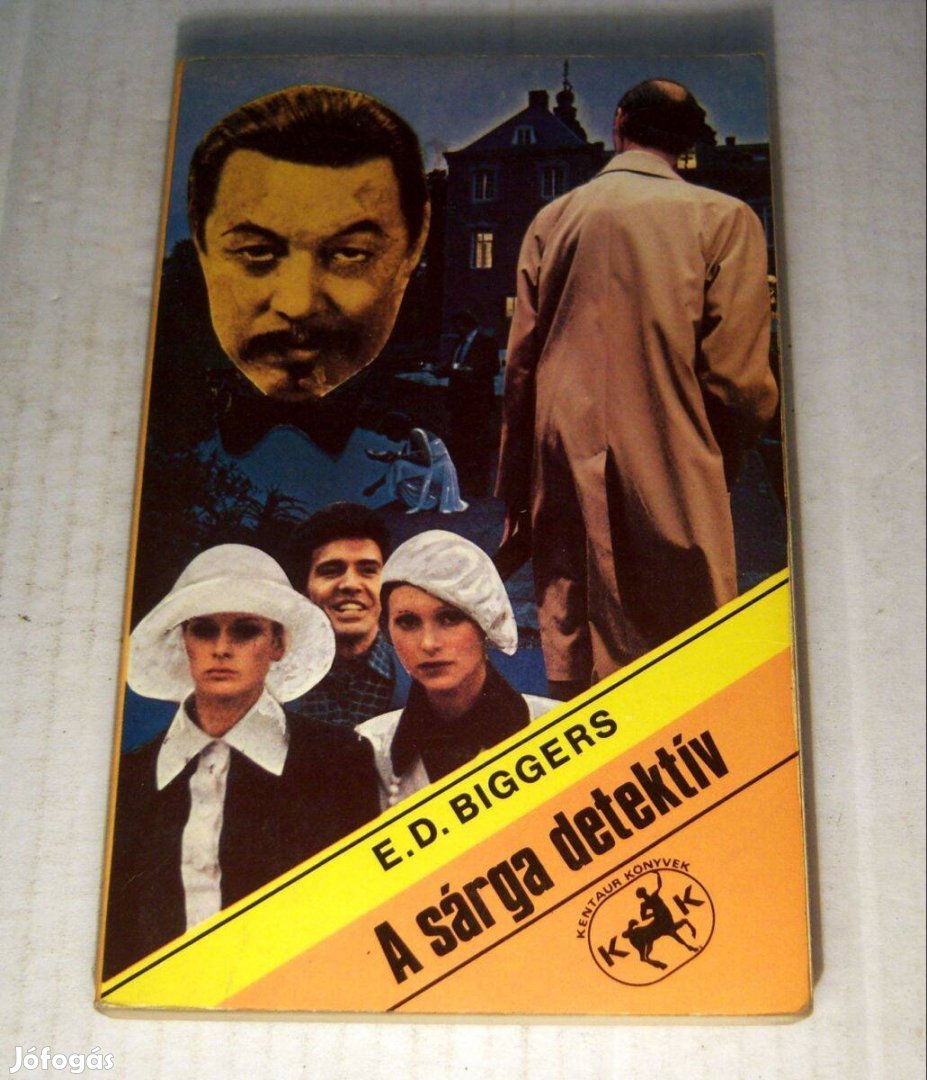 E.D. BIGGERS
A sárga detektív
KENTAUR KÖNYVEK
K K
Jófogás